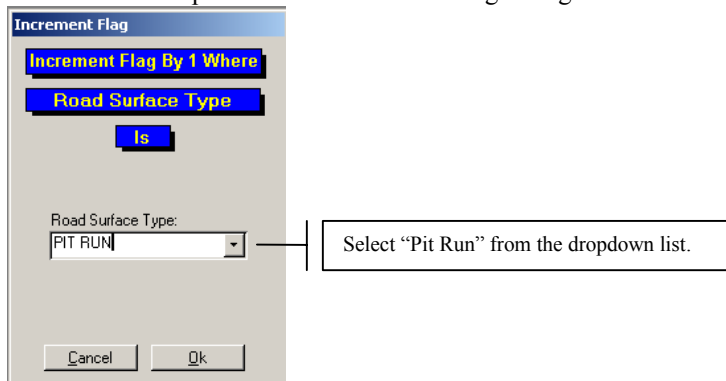 Increment Flag
Increment Flag By 1 Where
Road Surface Type
Is
Road Surface Type:
PIT RUN
Select “Pit Run” from the dropdown list.
Cancel
Ok